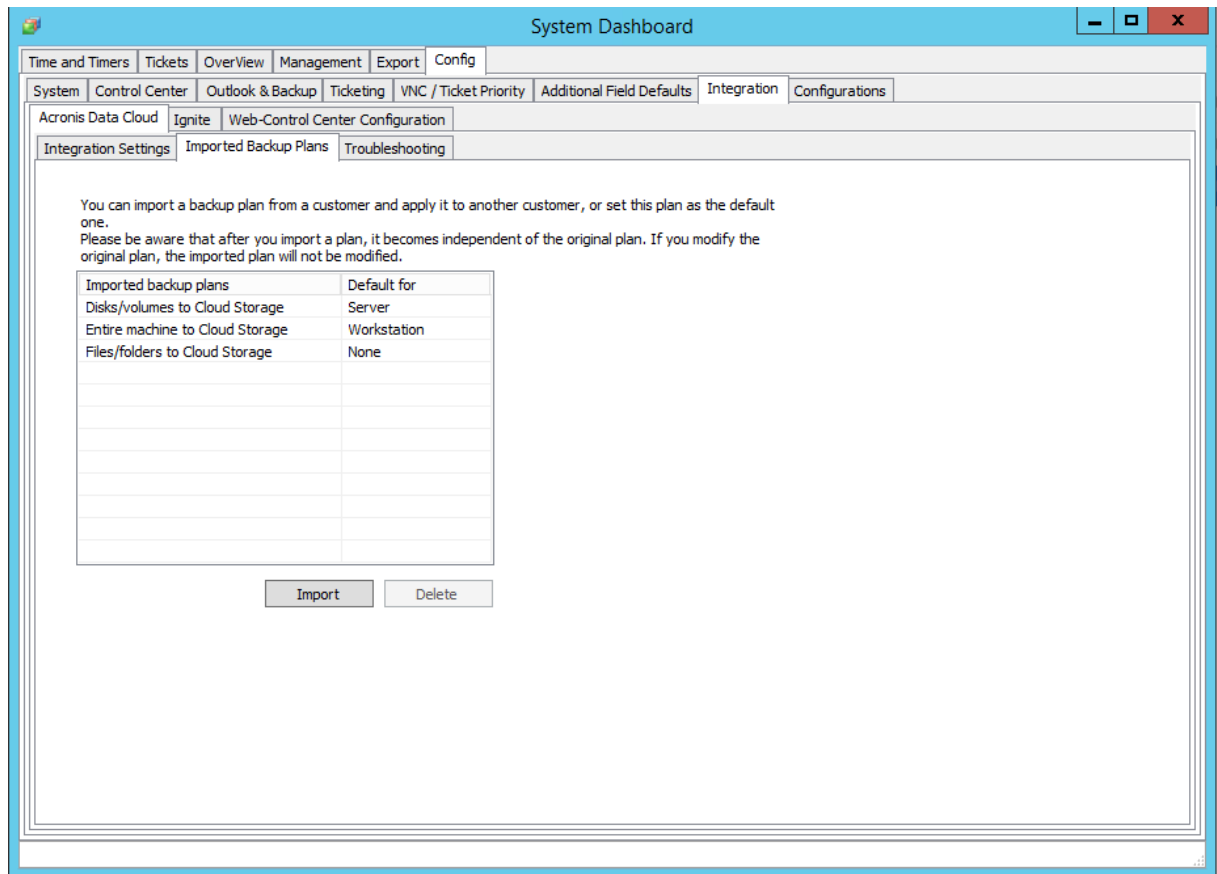 System Dashboard
Time and Timers Tickets OverView Management Export Config
System Control Center Outlook & Backup Ticketing VNC / Ticket Priority Additional Field Defaults Integration Configurations
Acronis Data Cloud Ignite Web-Control Center Configuration
Integration Settings Imported Backup Plans Troubleshooting
You can import a backup plan from a customer and apply it to another customer, or set this plan as the default
one.
Please be aware that after you import a plan, it becomes independent of the original plan. If you modify the
original plan, the imported plan will not be modified.
Imported backup plans Default for
Disks/volumes to Cloud Storage Server
Entire machine to Cloud Storage Workstation
Files/folders to Cloud Storage None
Import Delete